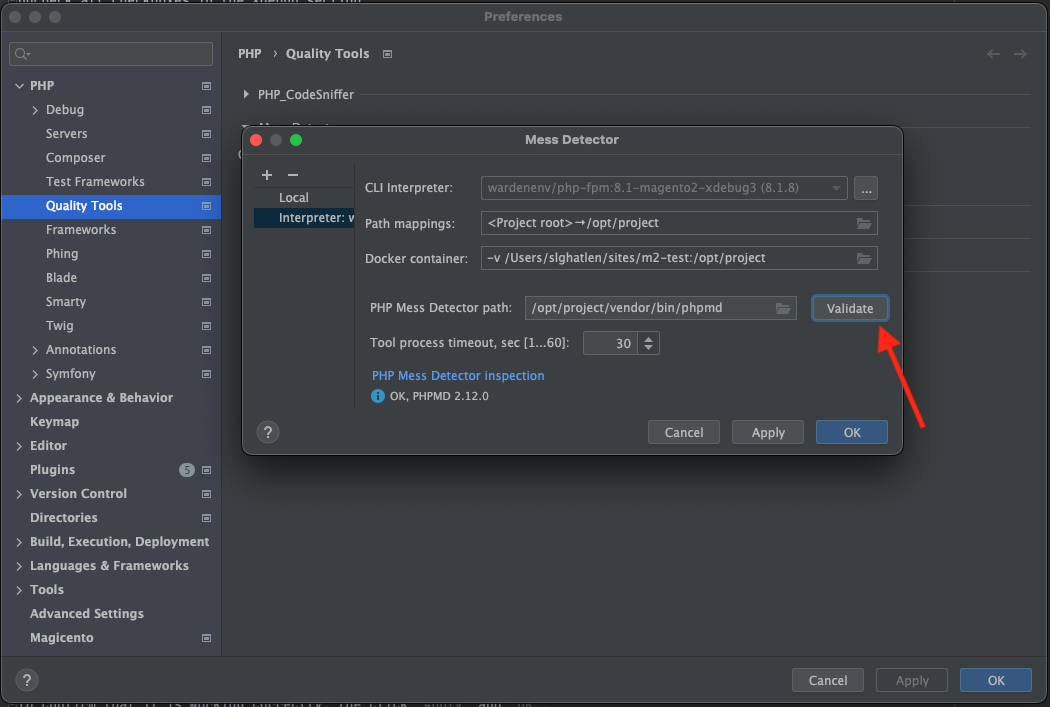 Preferences
PHP › Quality Tools
PHP
Debug
Servers
Composer
Test Frameworks
Quality Tools
Frameworks
Phing
Blade
Smarty
Twig
Annotations
Symfony
Appearance & Behavior
Keymap
Editor
Plugins 5
Version Control
Directories
Build, Execution, Deployment
Languages & Frameworks
Tools
Advanced Settings
Magicento
PHP_CodeSniffer
Mess Detector
+ −
Local
Interpreter: w
CLI Interpreter: wardenenv/php-fpm:8.1-magento2-xdebug3 (8.1.8) ...
Path mappings: <Project root>→/opt/project
Docker container: -v /Users/slghatlen/sites/m2-test:/opt/project
PHP Mess Detector path: /opt/project/vendor/bin/phpmd Validate
Tool process timeout, sec [1...60]: 30
PHP Mess Detector inspection
OK, PHPMD 2.12.0
? Cancel Apply OK
? Cancel Apply OK